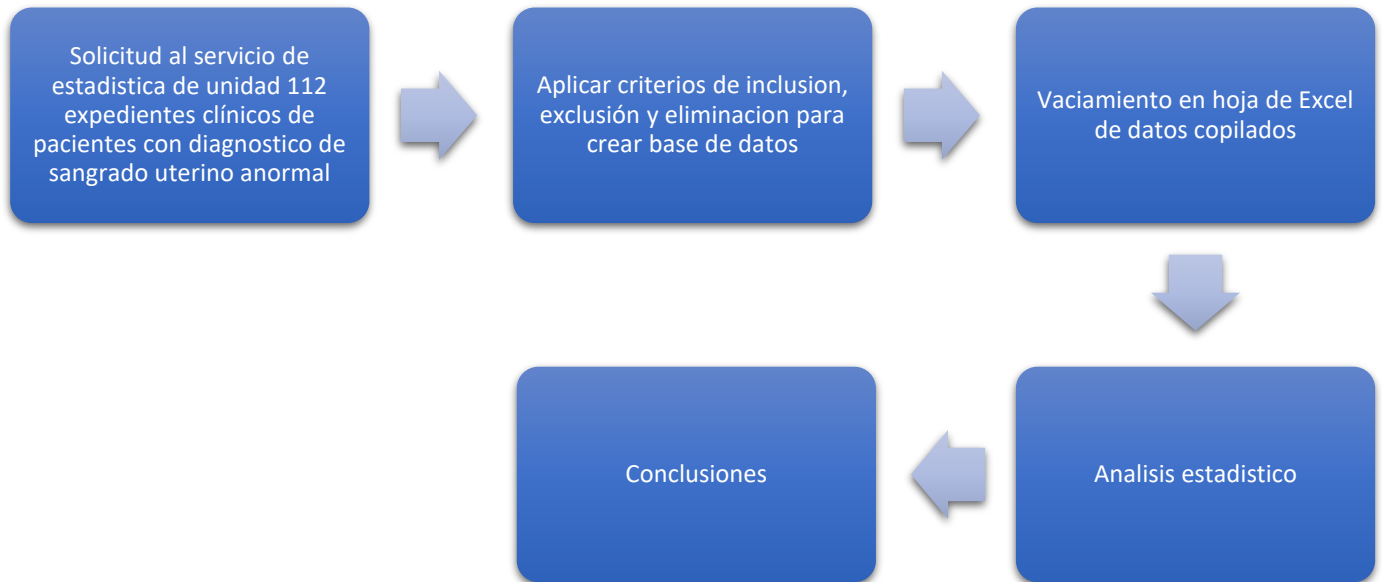 Solicitud al servicio de
estadistica de unidad 112
expedientes clínicos de
pacientes con diagnostico de
sangrado uterino anormal
Aplicar criterios de inclusion,
exclusión y eliminacion para
crear base de datos
Vaciamiento en hoja de Excel
de datos copilados
Analisis estadistico
Conclusiones